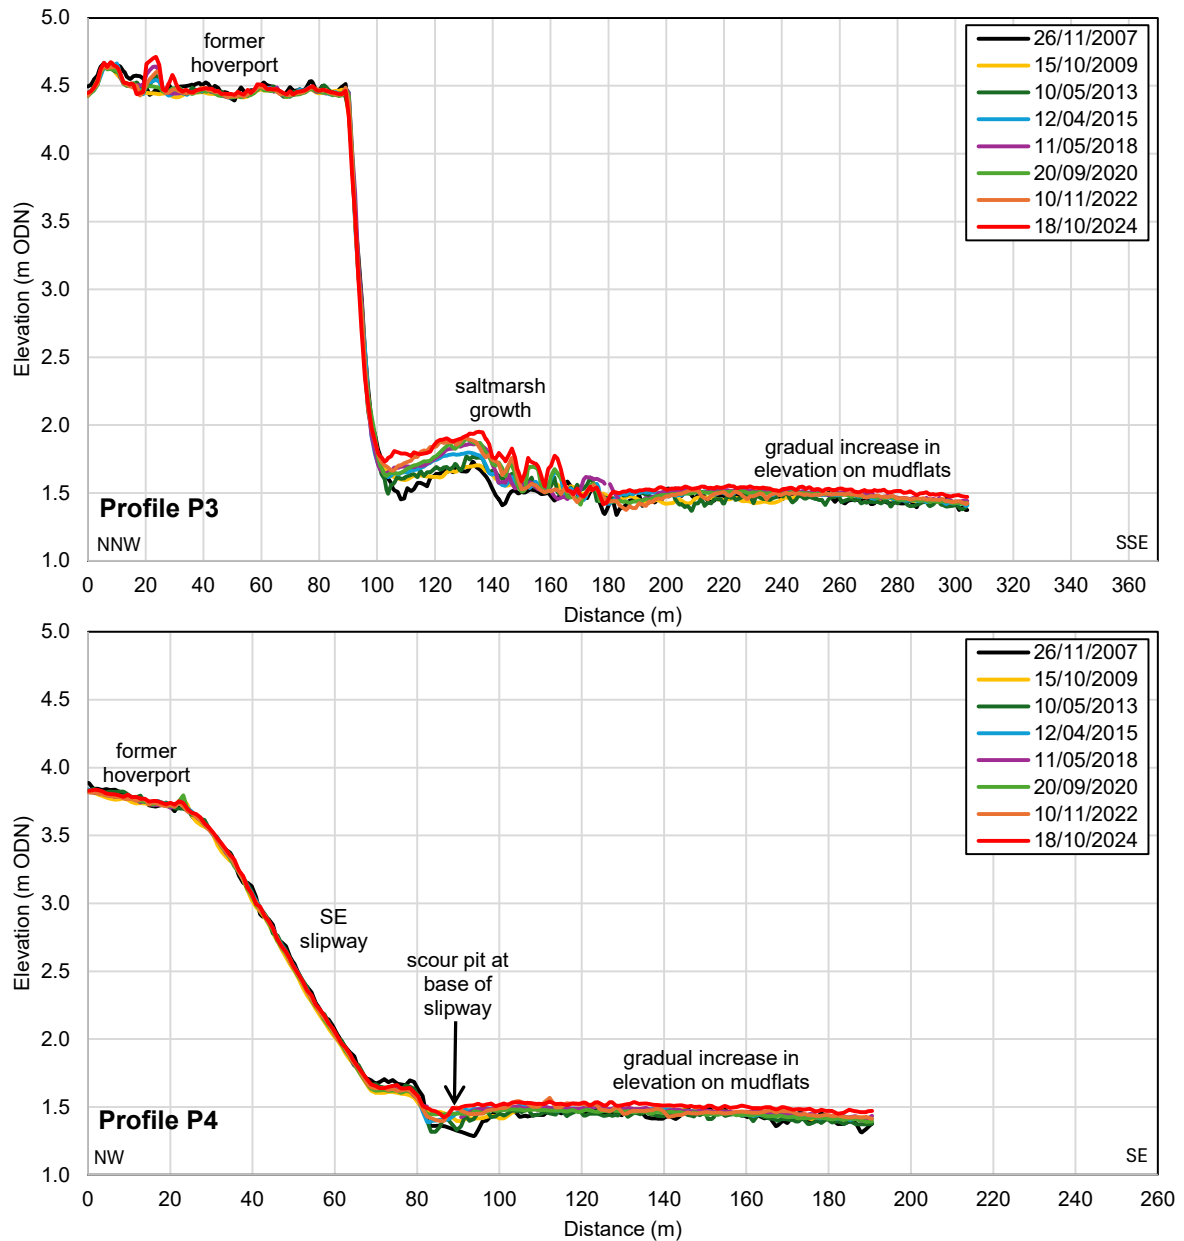 5.0
4.5
4.0
3.5
3.0
2.5
2.0
1.5
1.0
Elevation (m ODN)
former
hoverport
26/11/2007
15/10/2009
10/05/2013
12/04/2015
11/05/2018
20/09/2020
10/11/2022
18/10/2024
saltmarsh
growth
gradual increase in
elevation on mudflats
Profile P3
NNW
SSE
0 20 40 60 80 100 120 140 160 180 200 220 240 260 280 300 320 340 360
Distance (m)
5.0
4.5
4.0
3.5
3.0
2.5
2.0
1.5
1.0
Elevation (m ODN)
former
hoverport
26/11/2007
15/10/2009
10/05/2013
12/04/2015
11/05/2018
20/09/2020
10/11/2022
18/10/2024
SE
slipway
scour pit at
base of
slipway
gradual increase in
elevation on mudflats
Profile P4
NW
SE
0 20 40 60 80 100 120 140 160 180 200 220 240 260
Distance (m)